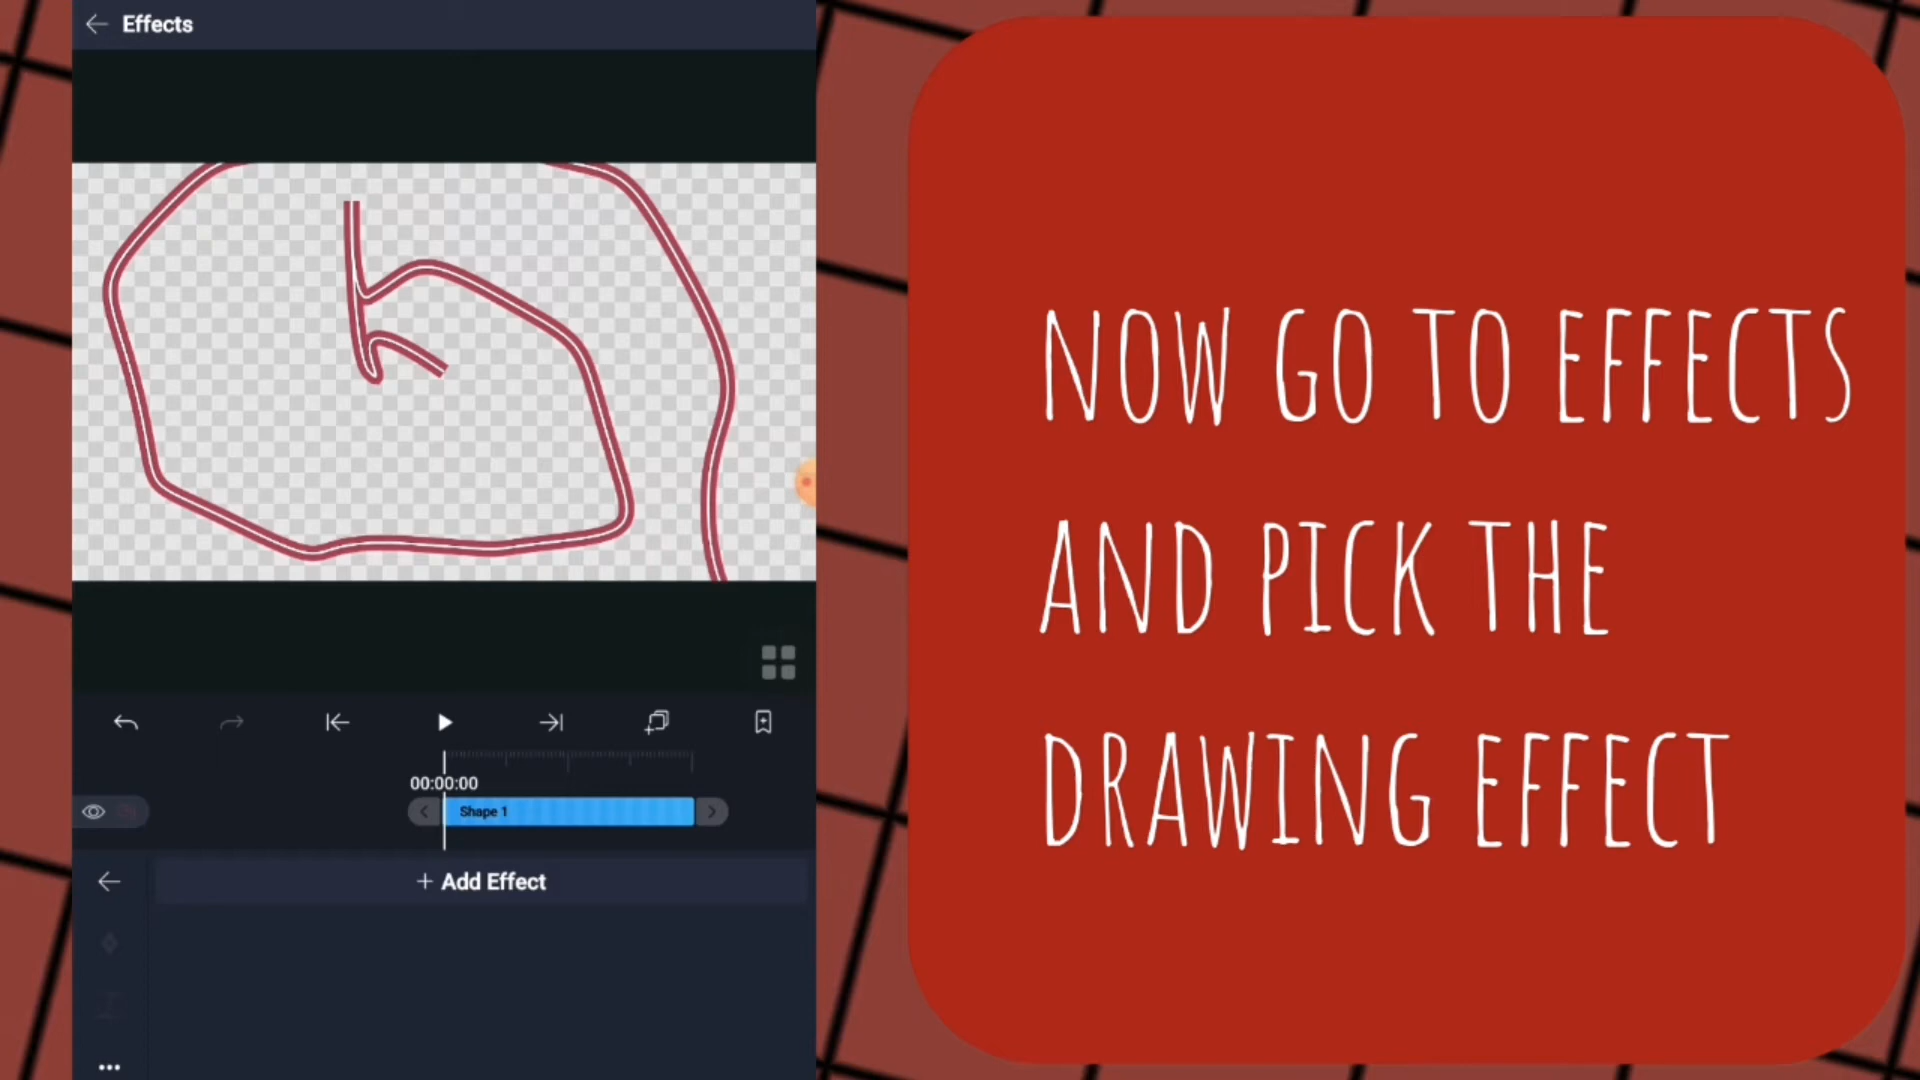 Effects
00:00:00
Shape 1
+ Add Effect
NOW GO TO EFFECTS
AND PICK THE
DRAWING EFFECT